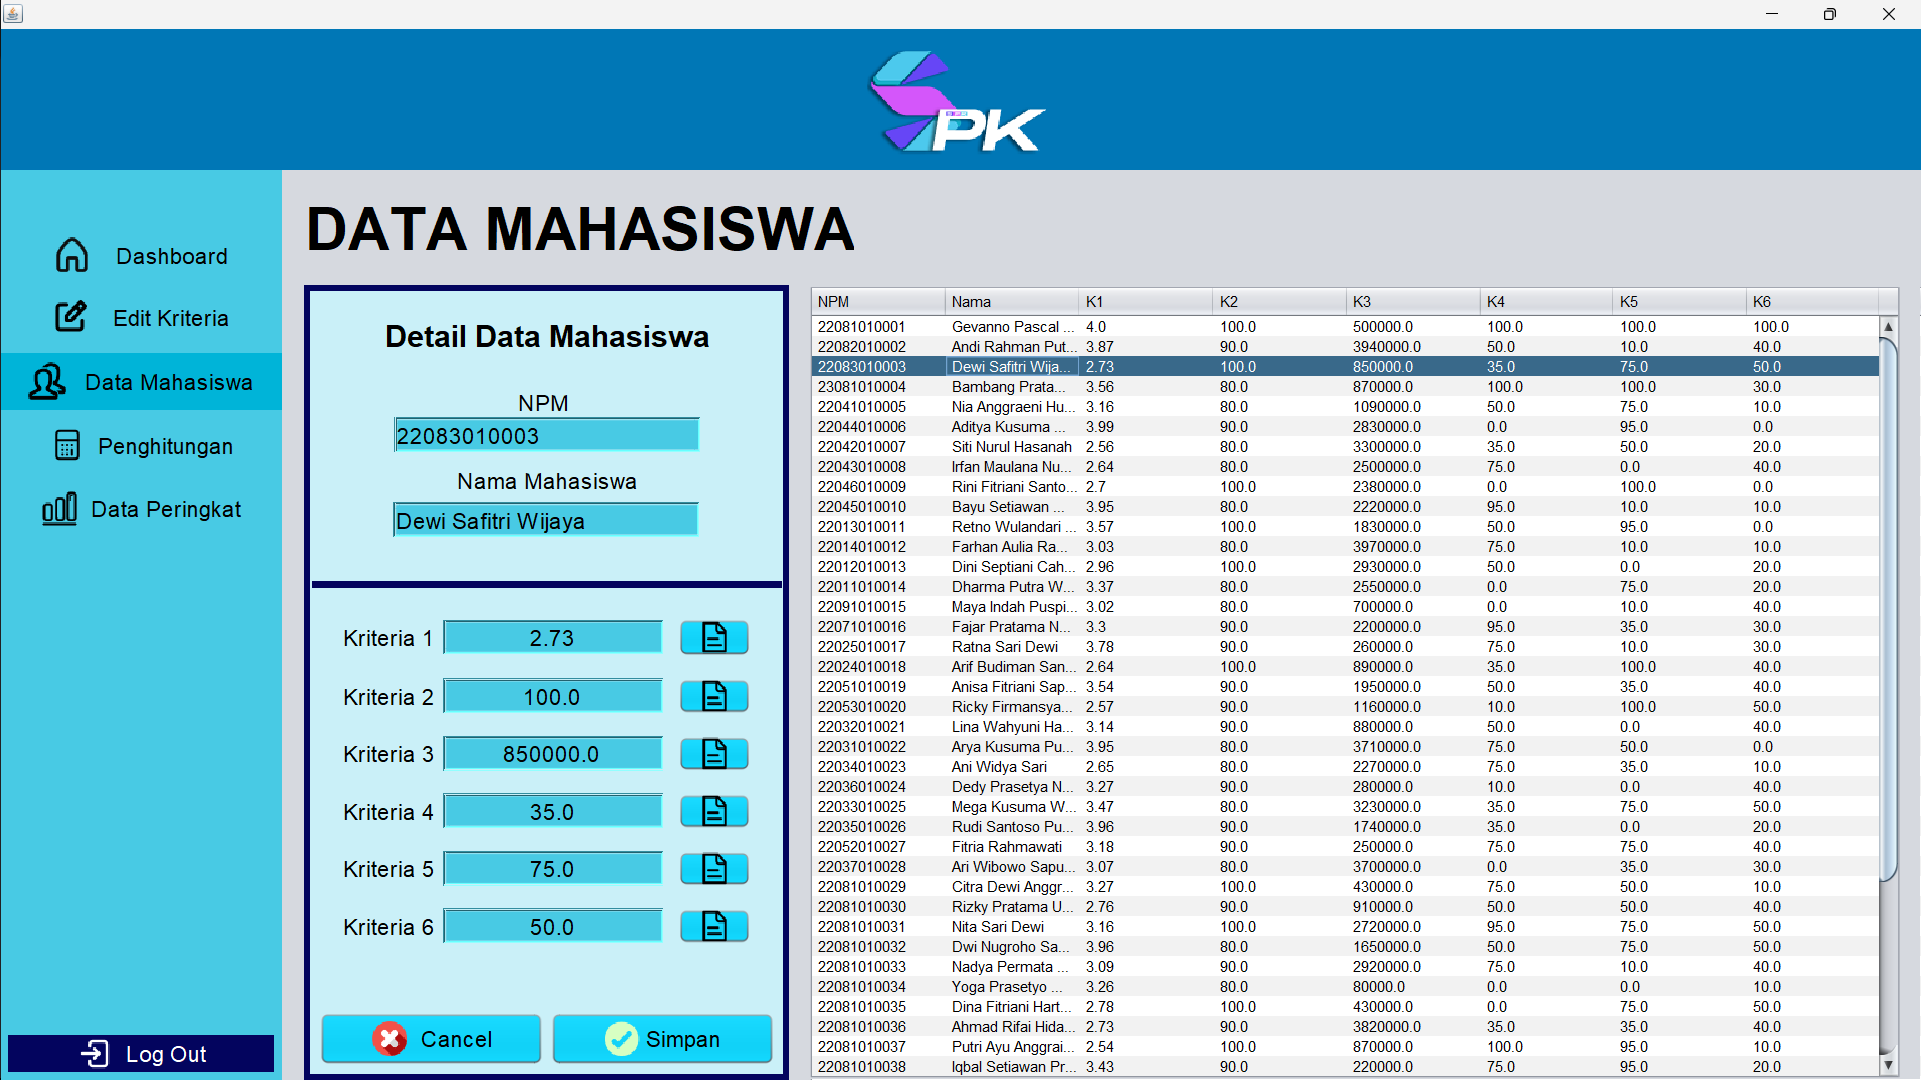 SPK
DATA MAHASISWA
Dashboard
Edit Kriteria
Data Mahasiswa
Penghitungan
Data Peringkat
Log Out
Detail Data Mahasiswa
NPM
22083010003
Nama Mahasiswa
Dewi Safitri Wijaya
Kriteria 1 2.73
Kriteria 2 100.0
Kriteria 3 850000.0
Kriteria 4 35.0
Kriteria 5 75.0
Kriteria 6 50.0
Cancel Simpan
NPM Nama K1 K2 K3 K4 K5 K6
22081010001 Gevanno Pascal ... 4.0 100.0 500000.0 100.0 100.0 100.0
22082010002 Andi Rahman Put... 3.87 90.0 3940000.0 50.0 10.0 40.0
22083010003 Dewi Safitri Wija... 2.73 100.0 850000.0 35.0 75.0 50.0
23081010004 Bambang Prata... 3.56 80.0 870000.0 100.0 100.0 30.0
22041010005 Nia Anggraeni Hu... 3.16 80.0 1090000.0 50.0 75.0 10.0
22044010006 Aditya Kusuma ... 3.99 90.0 2830000.0 0.0 95.0 0.0
22042010007 Siti Nurul Hasanah 2.56 80.0 3300000.0 35.0 50.0 20.0
22043010008 Irfan Maulana Nu... 2.64 80.0 2500000.0 75.0 0.0 40.0
22046010009 Rini Fitriani Santo... 2.7 100.0 2380000.0 0.0 100.0 0.0
22045010010 Bayu Setiawan ... 3.95 80.0 2220000.0 95.0 10.0 10.0
22013010011 Retno Wulandari ... 3.57 100.0 1830000.0 50.0 95.0 0.0
22014010012 Farhan Aulia Ra... 3.03 80.0 3970000.0 75.0 10.0 10.0
22012010013 Dini Septiani Cah... 2.96 100.0 2930000.0 50.0 0.0 20.0
22011010014 Dharma Putra W... 3.37 80.0 2550000.0 0.0 75.0 20.0
22091010015 Maya Indah Puspi... 3.02 80.0 700000.0 0.0 10.0 40.0
22071010016 Fajar Pratama N... 3.3 90.0 2200000.0 95.0 35.0 30.0
22025010017 Ratna Sari Dewi 3.78 90.0 260000.0 75.0 10.0 30.0
22024010018 Arif Budiman San... 2.64 100.0 890000.0 35.0 100.0 40.0
22051010019 Anisa Fitriani Sap... 3.54 90.0 1950000.0 50.0 35.0 40.0
22053010020 Ricky Firmansya... 2.57 90.0 1160000.0 10.0 100.0 50.0
22032010021 Lina Wahyuni Ha... 3.14 90.0 880000.0 50.0 0.0 40.0
22031010022 Arya Kusuma Pu... 3.95 80.0 3710000.0 75.0 50.0 0.0
22034010023 Ani Widya Sari 2.65 80.0 2270000.0 75.0 35.0 10.0
22036010024 Dedy Prasetya N... 3.27 90.0 280000.0 10.0 0.0 40.0
22033010025 Mega Kusuma W... 3.47 80.0 3230000.0 35.0 75.0 50.0
22035010026 Rudi Santoso Pu... 3.96 90.0 1740000.0 35.0 0.0 20.0
22052010027 Fitria Rahmawati 3.18 90.0 250000.0 75.0 75.0 40.0
22037010028 Ari Wibowo Sapu... 3.07 80.0 3700000.0 0.0 35.0 30.0
22081010029 Citra Dewi Anggr... 3.27 100.0 430000.0 75.0 50.0 10.0
22081010030 Rizky Pratama U... 2.76 90.0 910000.0 50.0 50.0 40.0
22081010031 Nita Sari Dewi 3.16 100.0 2720000.0 95.0 75.0 50.0
22081010032 Dwi Nugroho Sa... 3.96 80.0 1650000.0 50.0 75.0 50.0
22081010033 Nadya Permata ... 3.09 90.0 2920000.0 75.0 10.0 40.0
22081010034 Yoga Prasetyo ... 3.26 80.0 80000.0 0.0 0.0 10.0
22081010035 Dina Fitriani Hart... 2.78 100.0 430000.0 0.0 75.0 50.0
22081010036 Ahmad Rifai Hida... 2.73 90.0 3820000.0 35.0 35.0 40.0
22081010037 Putri Ayu Anggrai... 2.54 100.0 870000.0 100.0 95.0 10.0
22081010038 Iqbal Setiawan Pr... 3.43 90.0 220000.0 75.0 95.0 20.0